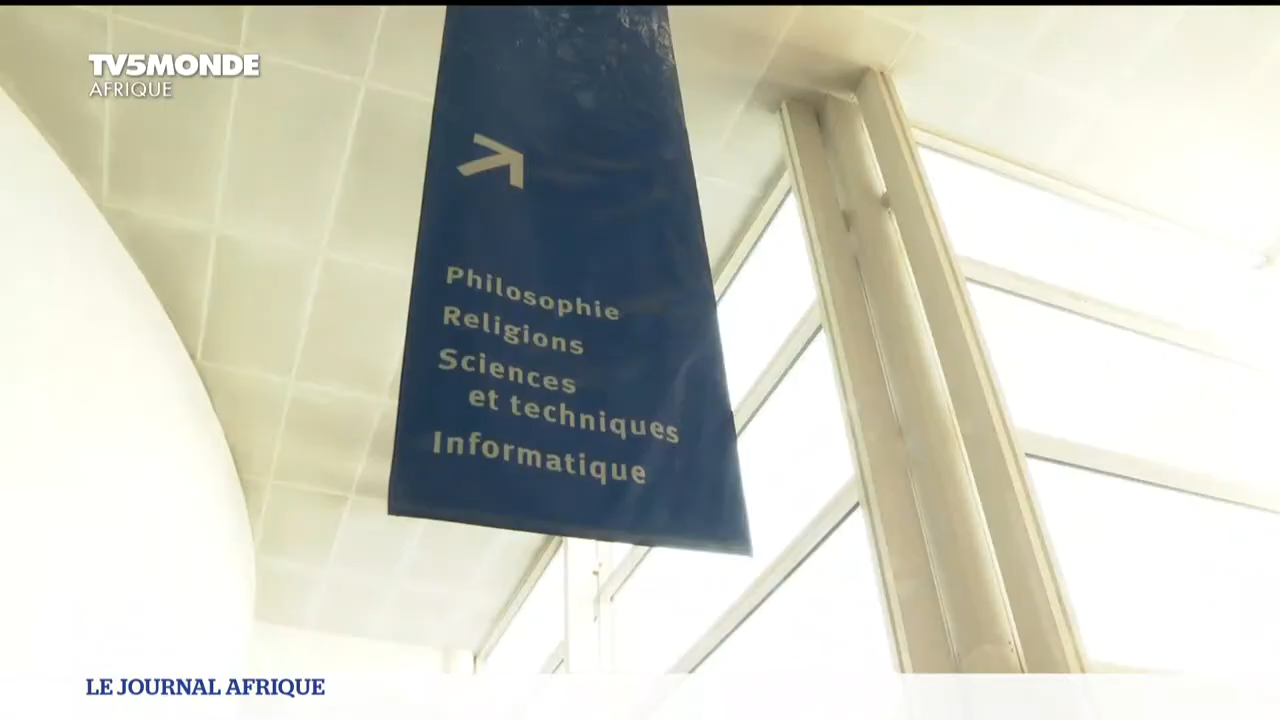 TV5MONDE
AFRIQUE
Philosophie
Religions
Sciences
et techniques
Informatique
LE JOURNAL AFRIQUE